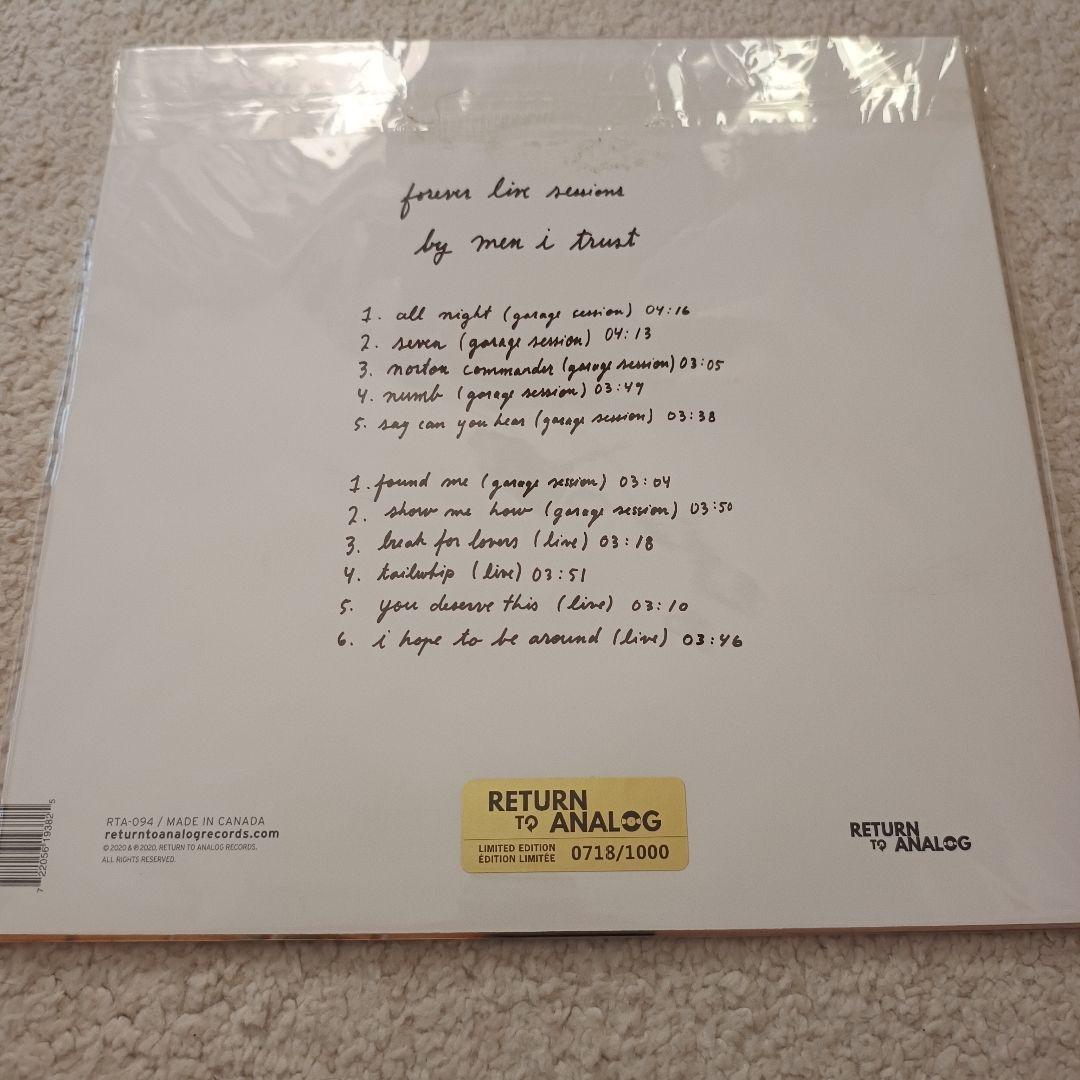 forever live sessions
by men i trust
1. all night (garage session) 04:16
2. seven (garage session) 04:13
3. norton commander (garage session) 03:05
4. numb (garage session) 03:47
5. say can you hear (garage session) 03:38
1. found me (garage session) 03:04
2. show me how (garage session) 03:50
3. break for lovers (live) 03:18
4. tailwhip (live) 03:51
5. you deserve this (live) 03:10
6. i hope to be around (live) 03:46
7 22056 19382 5
RTA-094 / MADE IN CANADA
returntoanalogrecords.com
© 2020 & ℗ 2020, RETURN TO ANALOG RECORDS.
ALL RIGHTS RESERVED.
RETURN
TO ANALOG
LIMITED EDITION
ÉDITION LIMITÉE
0718/1000
RETURN
TO ANALOG